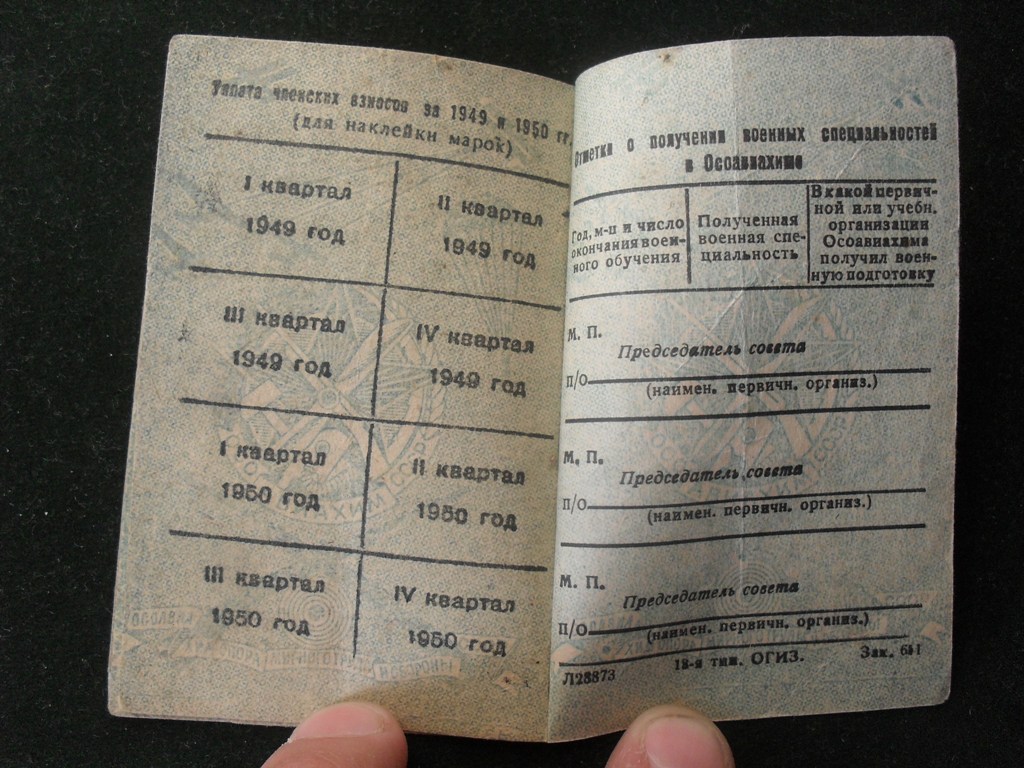 Уплата членских взносов за 1949 и 1950 гг.
(для наклейки марок)
I квартал
1949 год
II квартал
1949 год
III квартал
1949 год
IV квартал
1949 год
I квартал
1950 год
II квартал
1950 год
III квартал
1950 год
IV квартал
1950 год
Отметки о получении военных специальностей
в Осоавиахиме
Год, м-ц и число
окончания воен-
ного обучения
Полученная
военная спе-
циальность
В какой первич-
ной или учебн.
организации
Осоавиахима
получил воен-
ную подготовку
М. П.
Председатель совета
п/о
(наимен. первичн. организ.)
М. П.
Председатель совета
п/о
(наимен. первичн. организ.)
М. П.
Председатель совета
п/о
(наимен. первичн. организ.)
Л28873
18-я тип. ОГИЗ.
Зак. 611